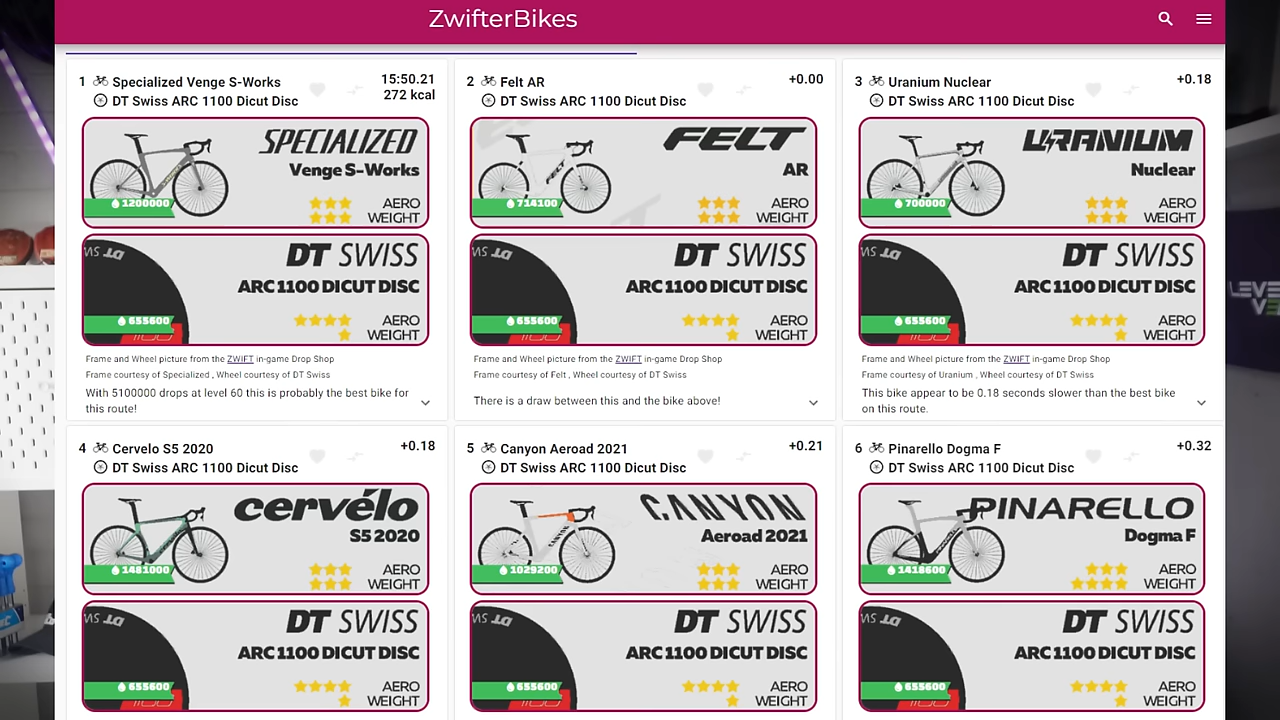 ZwifterBikes
1 Specialized Venge S-Works 15:50.21
DT Swiss ARC 1100 Dicut Disc 272 kcal
SPECIALIZED
Venge S-Works
1200000 AERO
WEIGHT
DT SWISS
ARC 1100 DICUT DISC
655600 AERO
WEIGHT
Frame and Wheel picture from the ZWIFT in-game Drop Shop
Frame courtesy of Specialized , Wheel courtesy of DT Swiss
With 5100000 drops at level 60 this is probably the best bike for
this route!
2 Felt AR +0.00
DT Swiss ARC 1100 Dicut Disc
FELT
AR
714100 AERO
WEIGHT
DT SWISS
ARC 1100 DICUT DISC
655600 AERO
WEIGHT
Frame and Wheel picture from the ZWIFT in-game Drop Shop
Frame courtesy of Felt , Wheel courtesy of DT Swiss
There is a draw between this and the bike above!
3 Uranium Nuclear +0.18
DT Swiss ARC 1100 Dicut Disc
URANIUM
Nuclear
700000 AERO
WEIGHT
DT SWISS
ARC 1100 DICUT DISC
655600 AERO
WEIGHT
Frame and Wheel picture from the ZWIFT in-game Drop Shop
Frame courtesy of Uranium , Wheel courtesy of DT Swiss
This bike appear to be 0.18 seconds slower than the best bike
on this route.
4 Cervelo S5 2020 +0.18
DT Swiss ARC 1100 Dicut Disc
cervélo
S5 2020
1481000 AERO
WEIGHT
DT SWISS
ARC 1100 DICUT DISC
655600 AERO
WEIGHT
5 Canyon Aeroad 2021 +0.21
DT Swiss ARC 1100 Dicut Disc
CANYON
Aeroad 2021
1029200 AERO
WEIGHT
DT SWISS
ARC 1100 DICUT DISC
655600 AERO
WEIGHT
6 Pinarello Dogma F +0.32
DT Swiss ARC 1100 Dicut Disc
PINARELLO
Dogma F
1418600 AERO
WEIGHT
DT SWISS
ARC 1100 DICUT DISC
655600 AERO
WEIGHT